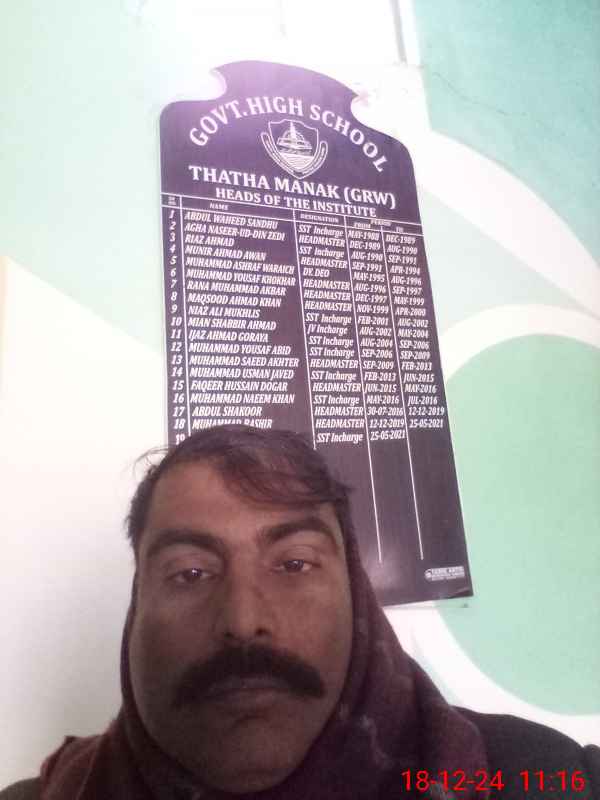 GOVT. HIGH SCHOOL
THATHA MANAK (GRW)
HEADS OF THE INSTITUTE
SR NO NAME DESIGNATION PERIOD
FROM TO
1 ABDUL WAHEED SANDHU SST Incharge MAY-1988 DEC-1989
2 AGHA NASEER-UD-DIN ZEDI HEADMASTER DEC-1989 AUG-1990
3 RIAZ AHMAD SST Incharge AUG-1990 SEP-1991
4 MUNIR AHMAD AWAN HEADMASTER SEP-1991 APR-1994
5 MUHAMMAD ASHRAF WARAICH DY. DEO MAY-1995 AUG-1996
6 MUHAMMAD YOUSAF KHOKHAR HEADMASTER AUG-1996 SEP-1997
7 RANA MUHAMMAD AKBAR HEADMASTER DEC-1997 MAY-1999
8 MAQSOOD AHMAD KHAN HEADMASTER NOV-1999 APR-2000
9 NIAZ ALI MUKHLIS SST Incharge FEB-2001 AUG-2002
10 MIAN SHABBIR AHMAD JV Incharge AUG-2002 MAY-2004
11 IJAZ AHMAD GORAYA SST Incharge AUG-2004 SEP-2006
12 MUHAMMAD YOUSAF ABID SST Incharge SEP-2006 SEP-2009
13 MUHAMMAD SAEED AKHTER HEADMASTER SEP-2009 FEB-2013
14 MUHAMMAD USMAN JAVED SST Incharge FEB-2013 JUN-2015
15 FAQEER HUSSAIN DOGAR HEADMASTER JUN-2015 MAY-2016
16 MUHAMMAD NAEEM KHAN SST Incharge MAY-2016 JUL-2016
17 ABDUL SHAKOOR HEADMASTER 30-07-2016 12-12-2019
18 MUHAMMAD BASHIR HEADMASTER 12-12-2019 25-05-2021
19 SST Incharge 25-05-2021
18-12-24 11:16